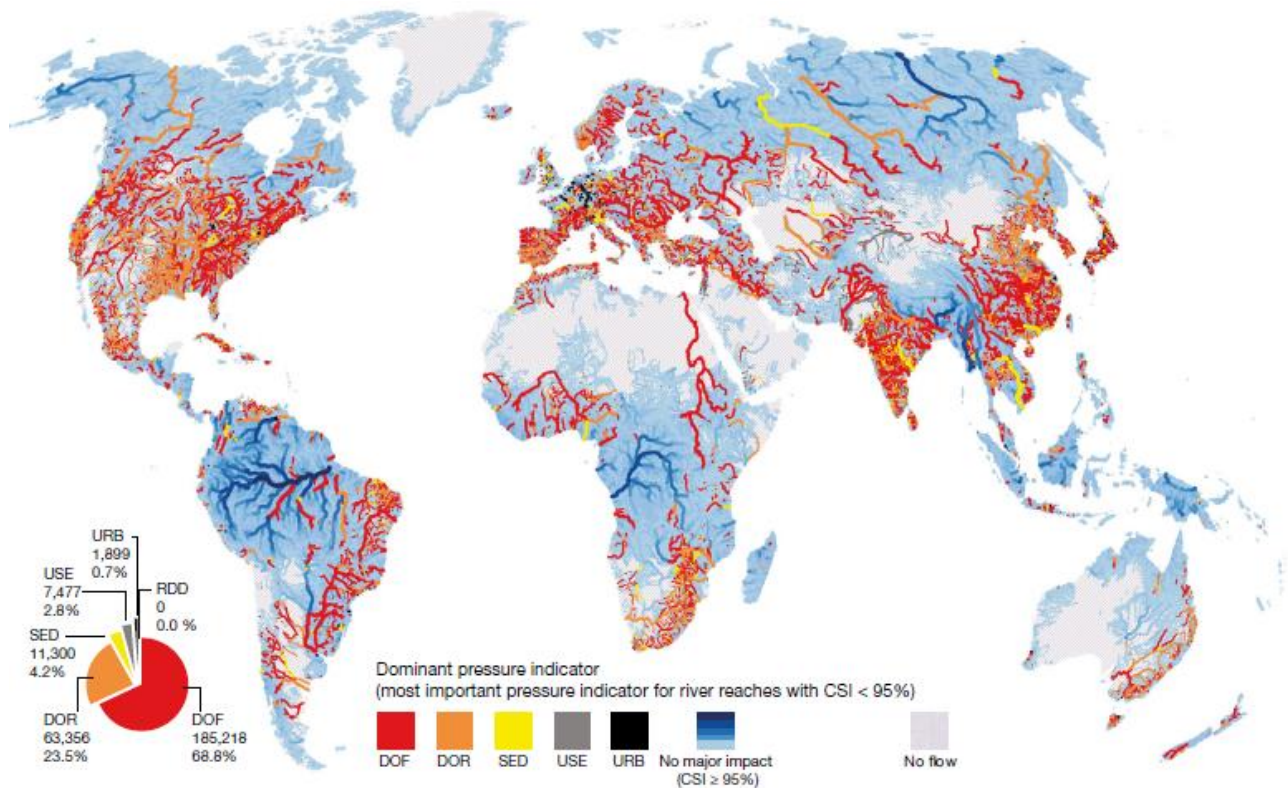 URB
1,899
0.7%
USE
7,477
2.8%
RDD
0
0.0 %
SED
11,300
4.2%
DOR
63,356
23.5%
DOF
185,218
68.8%
Dominant pressure indicator
(most important pressure indicator for river reaches with CSI < 95%)
DOF
DOR
SED
USE
URB
No major impact
(CSI ≥ 95%)
No flow